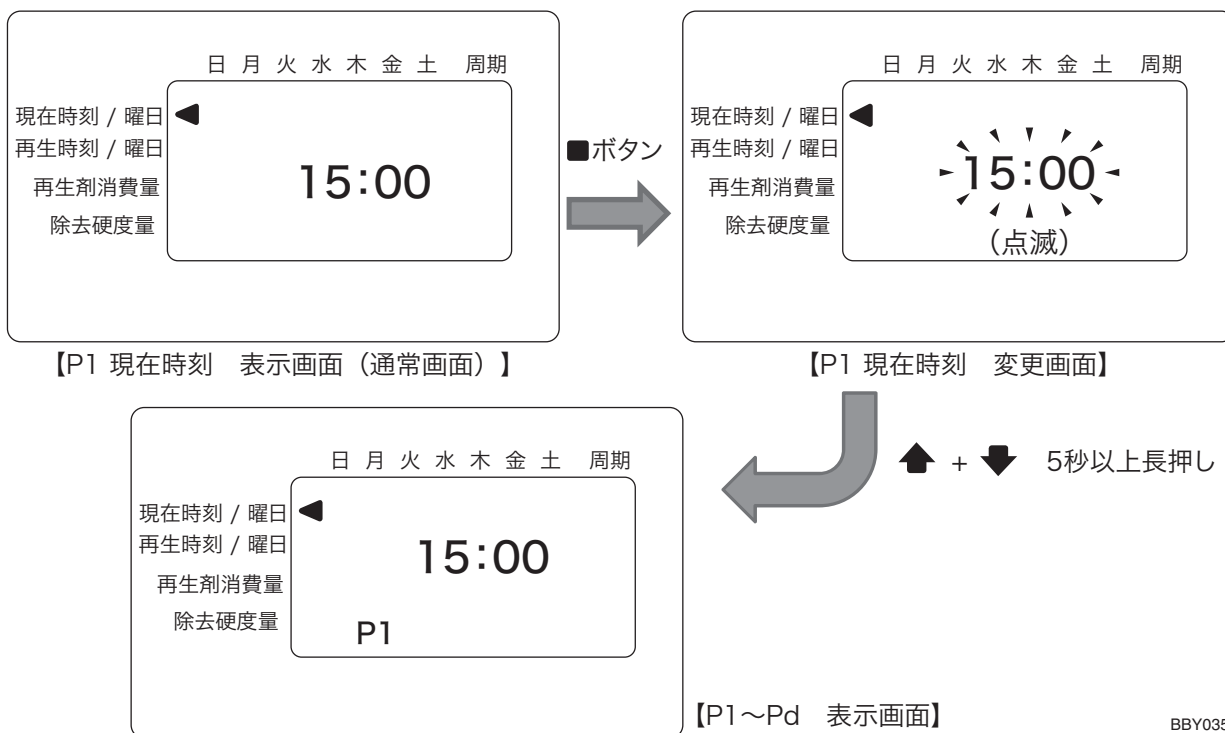 日 月 火 水 木 金 土 周期
現在時刻 / 曜日
再生時刻 / 曜日
再生剤消費量
除去硬度量
15:00
【P1 現在時刻 表示画面（通常画面）】
■ボタン
日 月 火 水 木 金 土 周期
現在時刻 / 曜日
再生時刻 / 曜日
再生剤消費量
除去硬度量
15:00
（点滅）
【P1 現在時刻 変更画面】
+ 5秒以上長押し
日 月 火 水 木 金 土 周期
現在時刻 / 曜日
再生時刻 / 曜日
再生剤消費量
除去硬度量
15:00
P1
【P1～Pd 表示画面】
BBY035